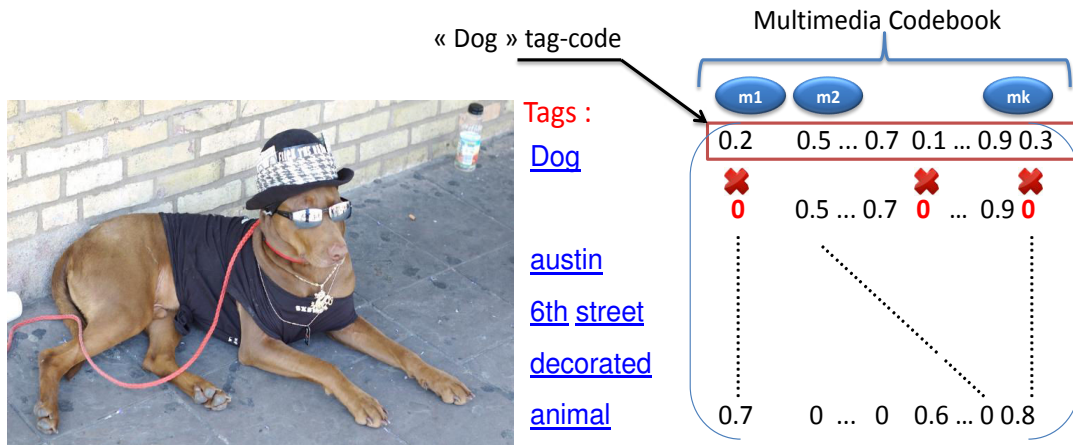 Multimedia Codebook
« Dog » tag-code
m1 m2 mk
Tags :
Dog 0.2 0.5 ... 0.7 0.1 ... 0.9 0.3
0 0.5 ... 0.7 0 ... 0.9 0
austin
6th street
decorated
animal 0.7 0 ... 0 0.6 ... 0 0.8